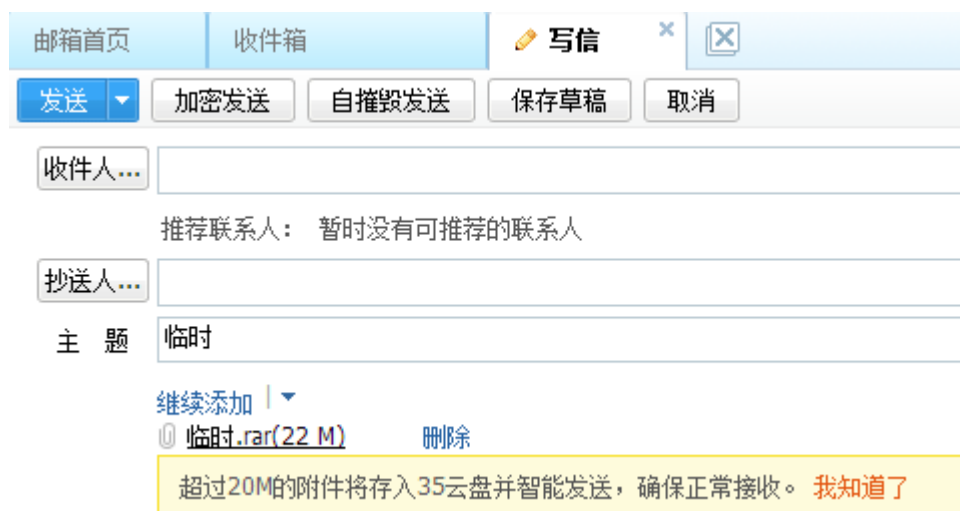 邮箱首页 收件箱 写信
发送 加密发送 自摧毁发送 保存草稿 取消
收件人...
推荐联系人： 暂时没有可推荐的联系人
抄送人...
主 题 临时
继续添加
临时.rar(22 M) 删除
超过20M的附件将存入35云盘并智能发送，确保正常接收。 我知道了